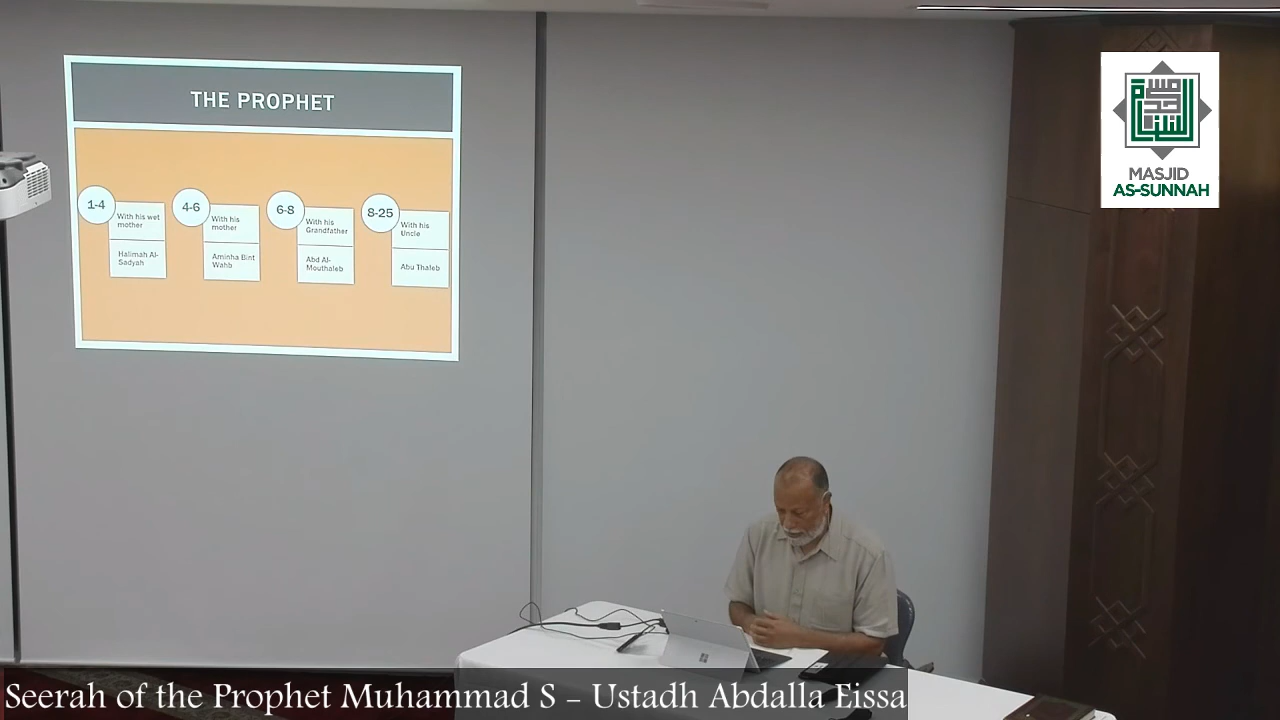 THE PROPHET
1-4
With his wet
mother
Halimah Al-
Sadyah
4-6
With his
mother
Aminha Bint
Wahb
6-8
With his
Grandfather
Abd Al-
Mouthaleb
8-25
With his
Uncle
Abu Thaleb
MASJID
AS-SUNNAH
Seerah of the Prophet Muhammad S - Ustadh Abdalla Eissa